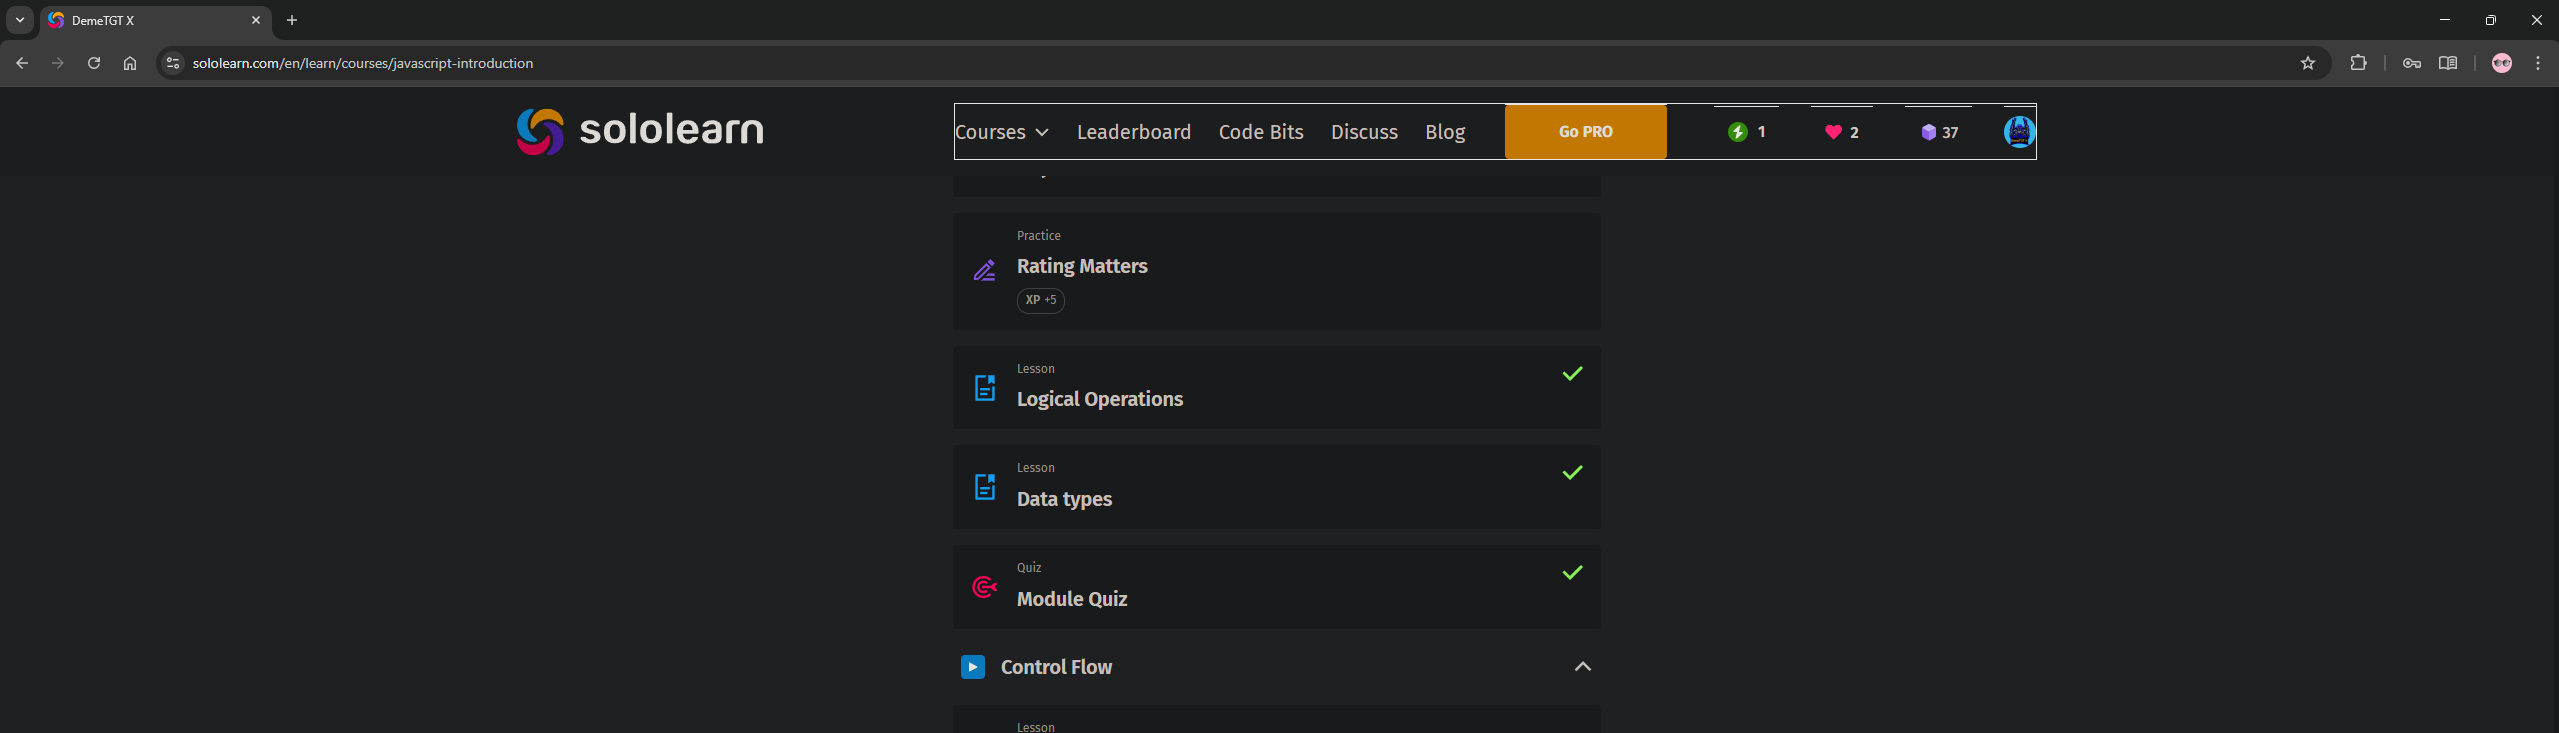 DemeTGT X
sololearn.com/en/learn/courses/javascript-introduction
sololearn
Courses Leaderboard Code Bits Discuss Blog Go PRO 1 2 37
Practice
Rating Matters
XP +5
Lesson
Logical Operations
Lesson
Data types
Quiz
Module Quiz
Control Flow
Lesson